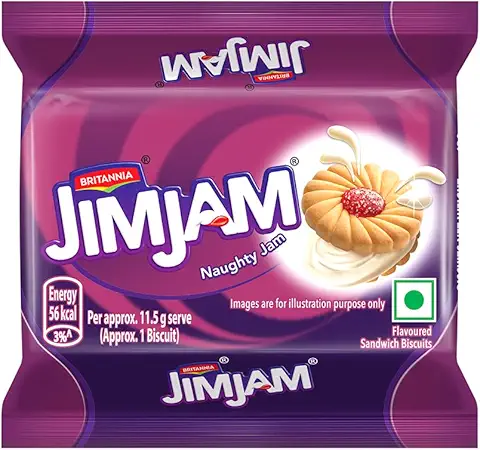 BRITANNIA
JIMJAM®
BRITANNIA
JIMJAM®
Naughty Jam
Images are for illustration purpose only
Energy
56 kcal
3%^
Per approx. 11.5 g serve
(Approx. 1 Biscuit)
Flavoured
Sandwich Biscuits
BRITANNIA
JIMJAM®